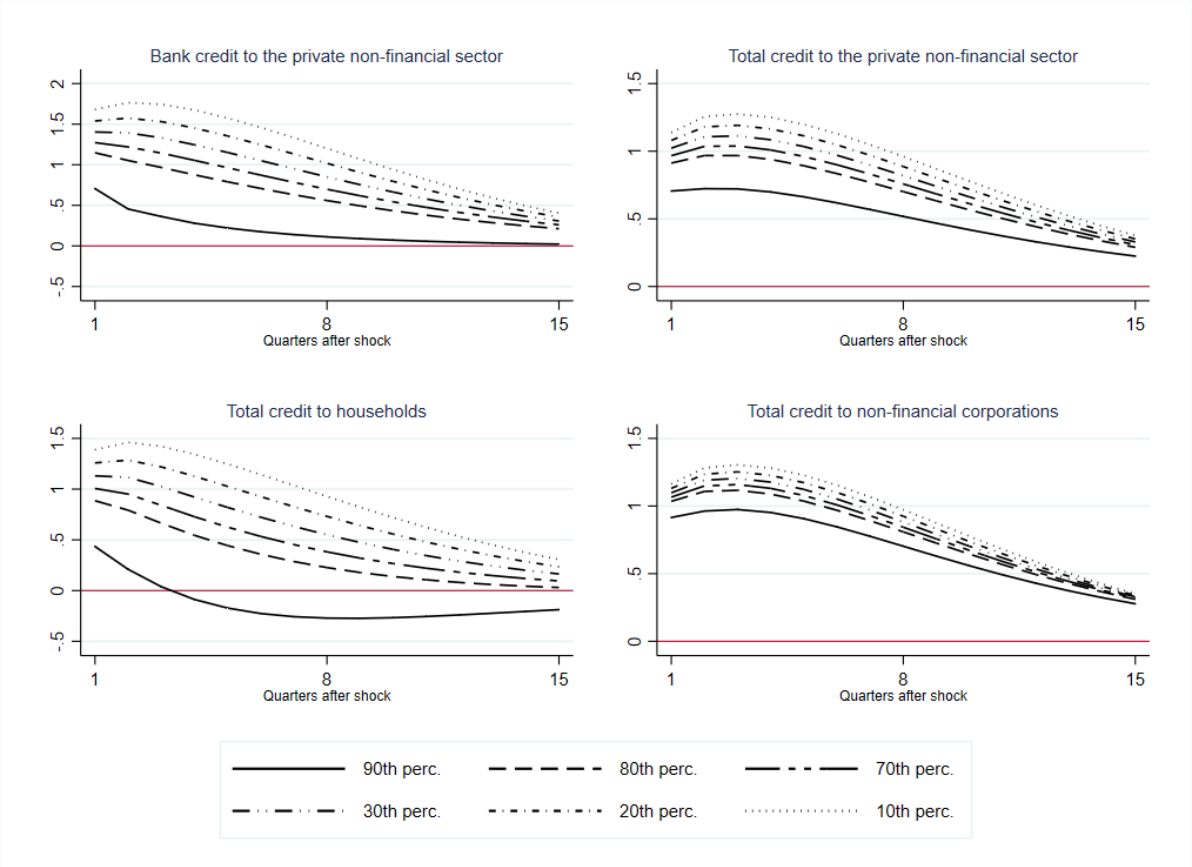 Bank credit to the private non-financial sector
2
1.5
1
.5
0
-.5
1 8 15
Quarters after shock
Total credit to the private non-financial sector
1.5
1
.5
0
1 8 15
Quarters after shock
Total credit to households
1.5
1
.5
0
-.5
1 8 15
Quarters after shock
Total credit to non-financial corporations
1.5
1
.5
0
1 8 15
Quarters after shock
90th perc. 80th perc. 70th perc.
30th perc. 20th perc. 10th perc.